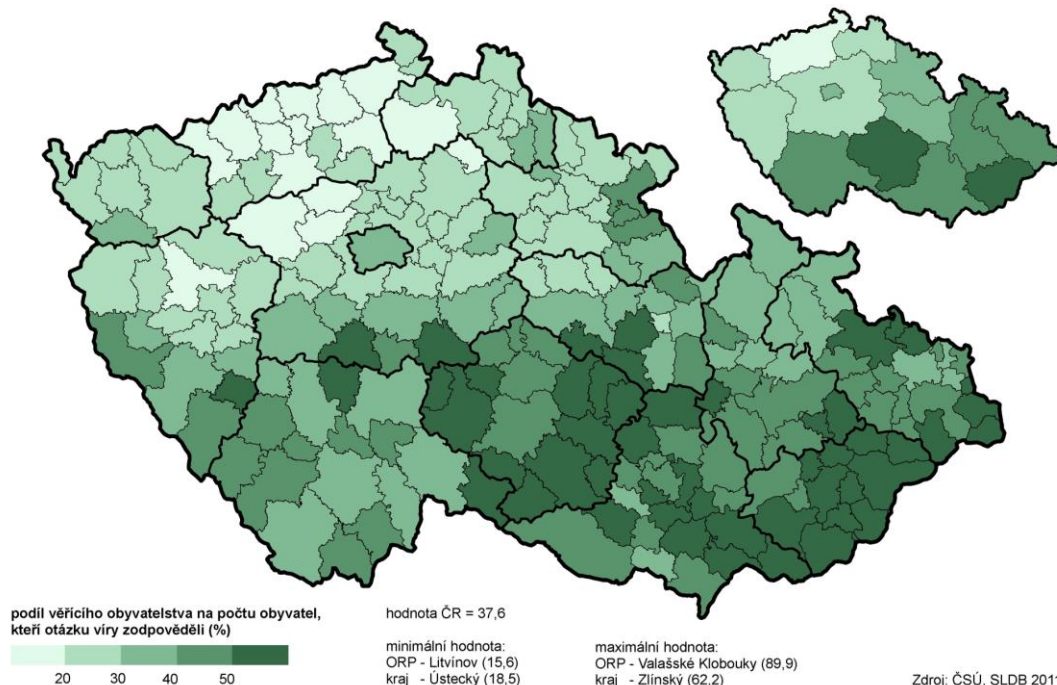 podíl věřícího obyvatelstva na počtu obyvatel,
kteří otázku víry zodpověděli (%)
20 30 40 50
hodnota ČR = 37,6
minimální hodnota:
ORP - Litvínov (15,6)
kraj - Ústecký (18,5)
maximální hodnota:
ORP - Valašské Klobouky (89,9)
kraj - Zlínský (62,2)
Zdroj: ČSÚ, SLDB 2011